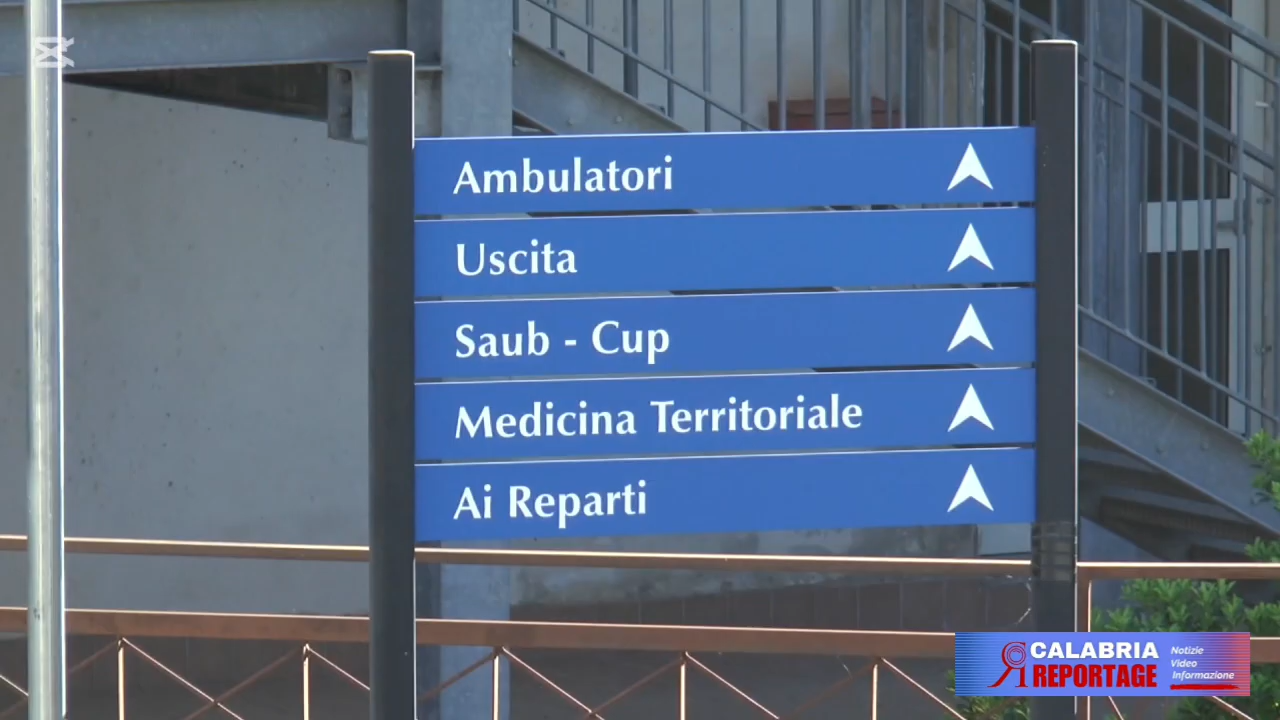 Ambulatori
Uscita
Saub - Cup
Medicina Territoriale
Ai Reparti
CALABRIA
REPORTAGE
Notizie
Video
Informazione